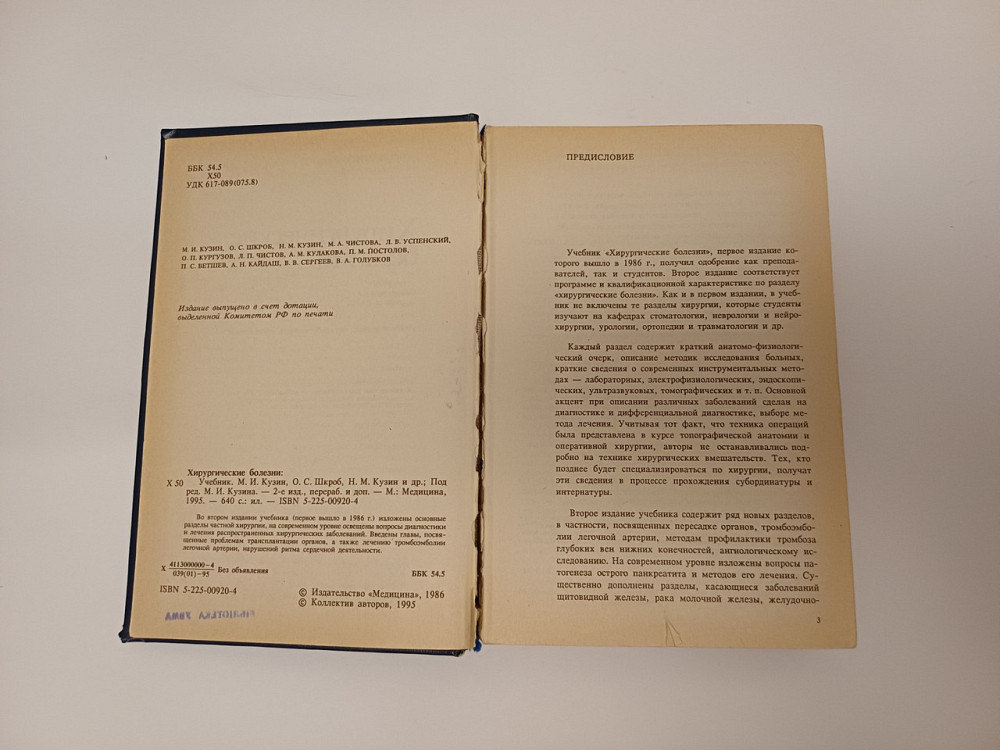 ББК 54.5
Х50
УДК 617-089(075.8)
М. И. КУЗИН, О. С. ШКРОБ, Н. М. КУЗИН, М. А. ЧИСТОВА, Л. В. УСПЕНСКИЙ,
О. П. КУРГУЗОВ, Л. П. ЧИСТОВ, А. М. КУЛАКОВА, П. М. ПОСТОЛОВ,
П. С. ВЕТШЕВ, А. Н. КАЙДАШ, В. В. СЕРГЕЕВ, В. А. ГОЛУБКОВ
Издание выпущено в счет дотации,
выделенной Комитетом РФ по печати
Хирургические болезни:
Х 50 Учебник. М. И. Кузин, О. С. Шкроб, Н. М. Кузин и др.; Под
ред. М. И. Кузина. — 2-е изд., перераб. и доп. — М.: Медицина,
1995. — 640 с.: ил. — ISBN 5-225-00920-4
Во втором издании учебника (первое вышло в 1986 г.) изложены основные
разделы частной хирургии, на современном уровне освещены вопросы диагностики
и лечения распространенных хирургических заболеваний. Введены главы, посвя-
щенные проблемам трансплантации органов, а также лечению тромбоэмболии
легочной артерии, нарушений ритма сердечной деятельности.
Х 4113000000—4
039(01)—95 Без объявления
ББК 54.5
ISBN 5-225-00920-4
© Издательство «Медицина», 1986
© Коллектив авторов, 1995
БІБЛІОТЕКА УВМА
ПРЕДИСЛОВИЕ
Учебник «Хирургические болезни», первое издание ко-
торого вышло в 1986 г., получил одобрение как препода-
вателей, так и студентов. Второе издание соответствует
программе и квалификационной характеристике по разделу
«хирургические болезни». Как и в первом издании, в учеб-
ник не включены те разделы хирургии, которые студенты
изучают на кафедрах стоматологии, неврологии и нейро-
хирургии, урологии, ортопедии и травматологии и др.
Каждый раздел содержит краткий анатомо-физиологи-
ческий очерк, описание методик исследования больных,
краткие сведения о современных инструментальных мето-
дах — лабораторных, электрофизиологических, эндоскопи-
ческих, ультразвуковых, томографических и т. п. Основной
акцент при описании различных заболеваний сделан на
диагностике и дифференциальной диагностике, выборе ме-
тода лечения. Учитывая тот факт, что техника операций
была представлена в курсе топографической анатомии и
оперативной хирургии, авторы не останавливались под-
робно на технике хирургических вмешательств. Тех, кто
позднее будет специализироваться по хирургии, получат
эти сведения в процессе прохождения субординатуры и
интернатуры.
Второе издание учебника содержит ряд новых разделов,
в частности, посвященных пересадке органов, тромбоэмбо-
лии легочной артерии, методам профилактики тромбоза
глубоких вен нижних конечностей, ангиологическому ис-
следованию. На современном уровне изложены вопросы па-
тогенеза острого панкреатита и методов его лечения. Су-
щественно дополнены разделы, касающиеся заболеваний
щитовидной железы, рака молочной железы, желудочно-
3